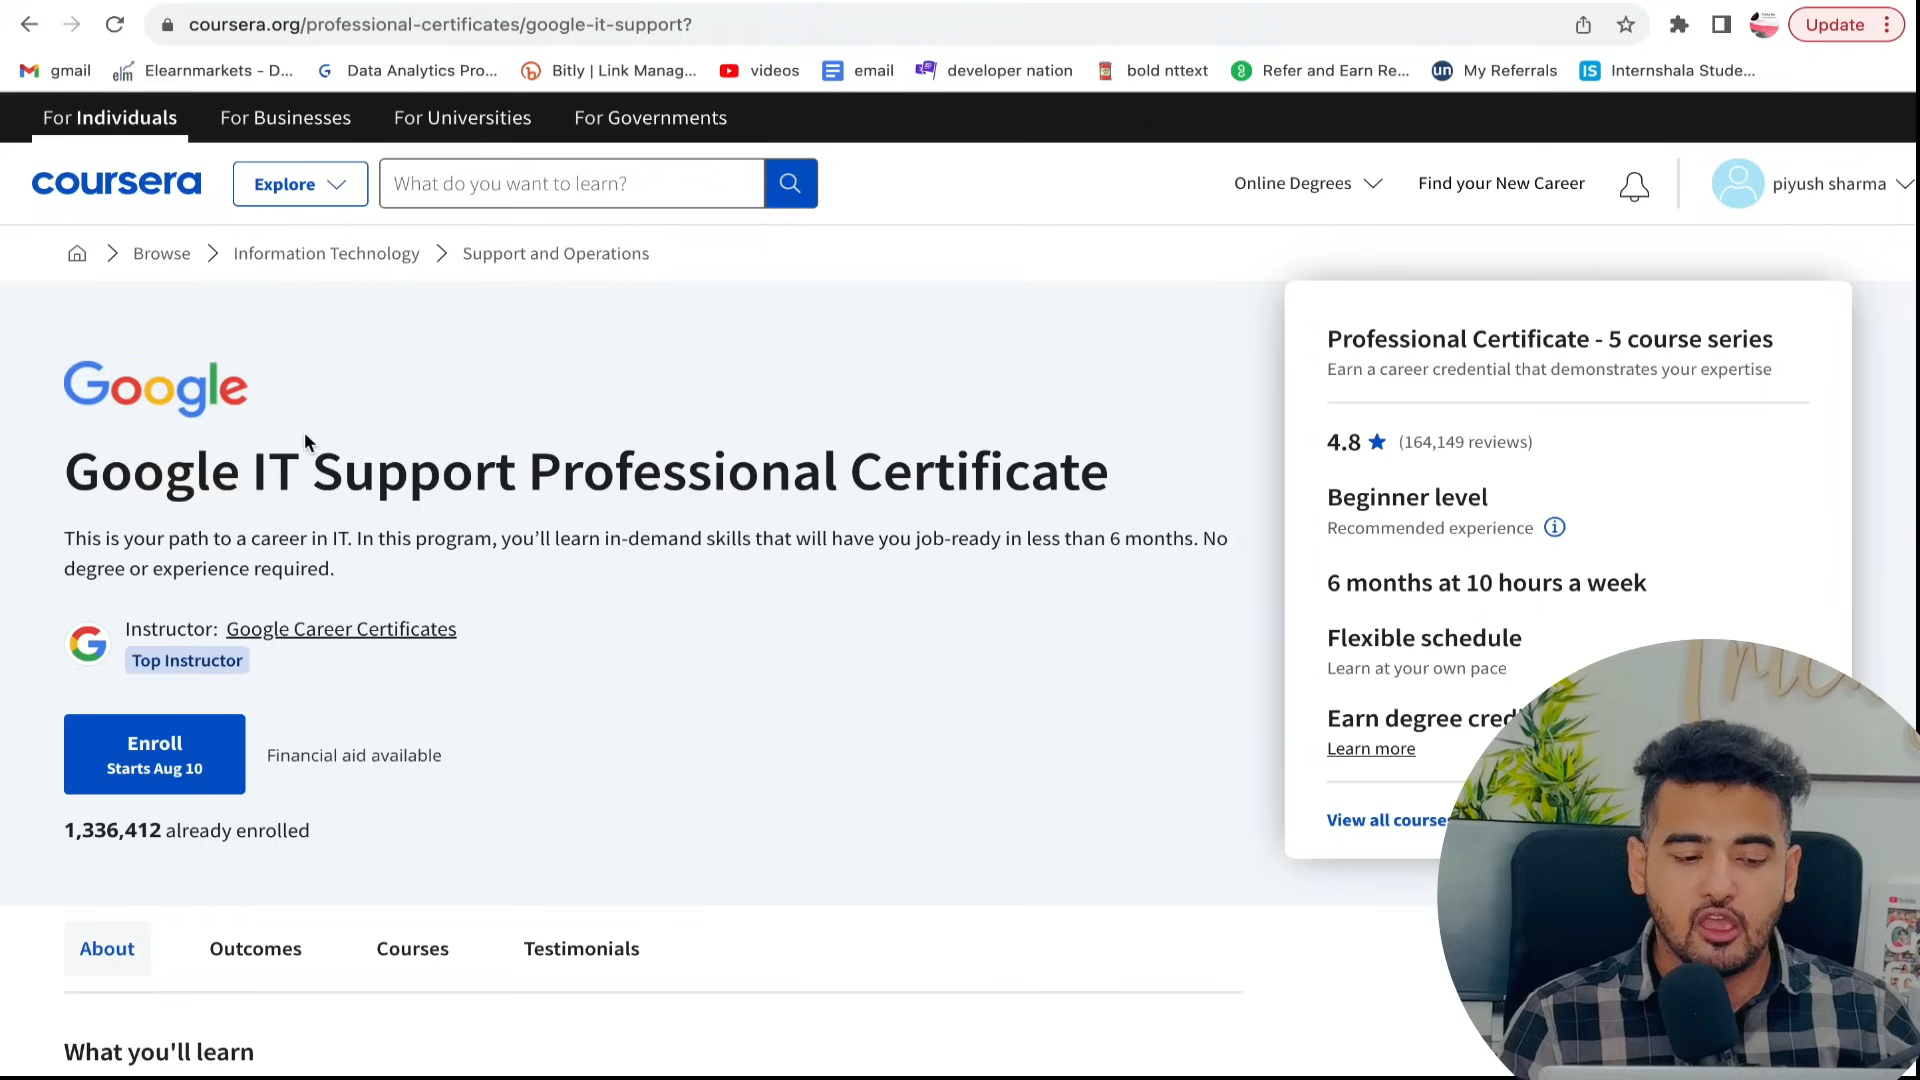 coursera.org/professional-certificates/google-it-support?
Update
gmail
Elearnmarkets - D...
Data Analytics Pro...
Bitly | Link Manag...
videos
email
developer nation
bold nttext
Refer and Earn Re...
un
My Referrals
IS
Internshala Stude...
For Individuals
For Businesses
For Universities
For Governments
coursera
Explore
What do you want to learn?
Online Degrees
Find your New Career
piyush sharma
Browse
Information Technology
Support and Operations
Google
Google IT Support Professional Certificate
This is your path to a career in IT. In this program, you’ll learn in-demand skills that will have you job-ready in less than 6 months. No
degree or experience required.
Instructor: Google Career Certificates
Top Instructor
Enroll
Starts Aug 10
Financial aid available
1,336,412 already enrolled
Professional Certificate - 5 course series
Earn a career credential that demonstrates your expertise
4.8 ★ (164,149 reviews)
Beginner level
Recommended experience
6 months at 10 hours a week
Flexible schedule
Learn at your own pace
Earn degree credi
Learn more
View all courses
About
Outcomes
Courses
Testimonials
What you'll learn